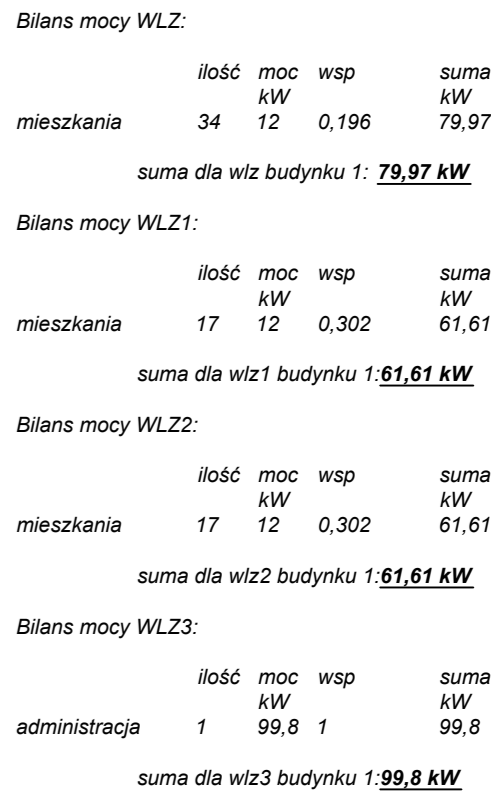 Bilans mocy WLZ:
ilość moc wsp suma
kW kW
mieszkania 34 12 0,196 79,97
suma dla wlz budynku 1: 79,97 kW
Bilans mocy WLZ1:
ilość moc wsp suma
kW kW
mieszkania 17 12 0,302 61,61
suma dla wlz1 budynku 1:61,61 kW
Bilans mocy WLZ2:
ilość moc wsp suma
kW kW
mieszkania 17 12 0,302 61,61
suma dla wlz2 budynku 1:61,61 kW
Bilans mocy WLZ3:
ilość moc wsp suma
kW kW
administracja 1 99,8 1 99,8
suma dla wlz3 budynku 1:99,8 kW